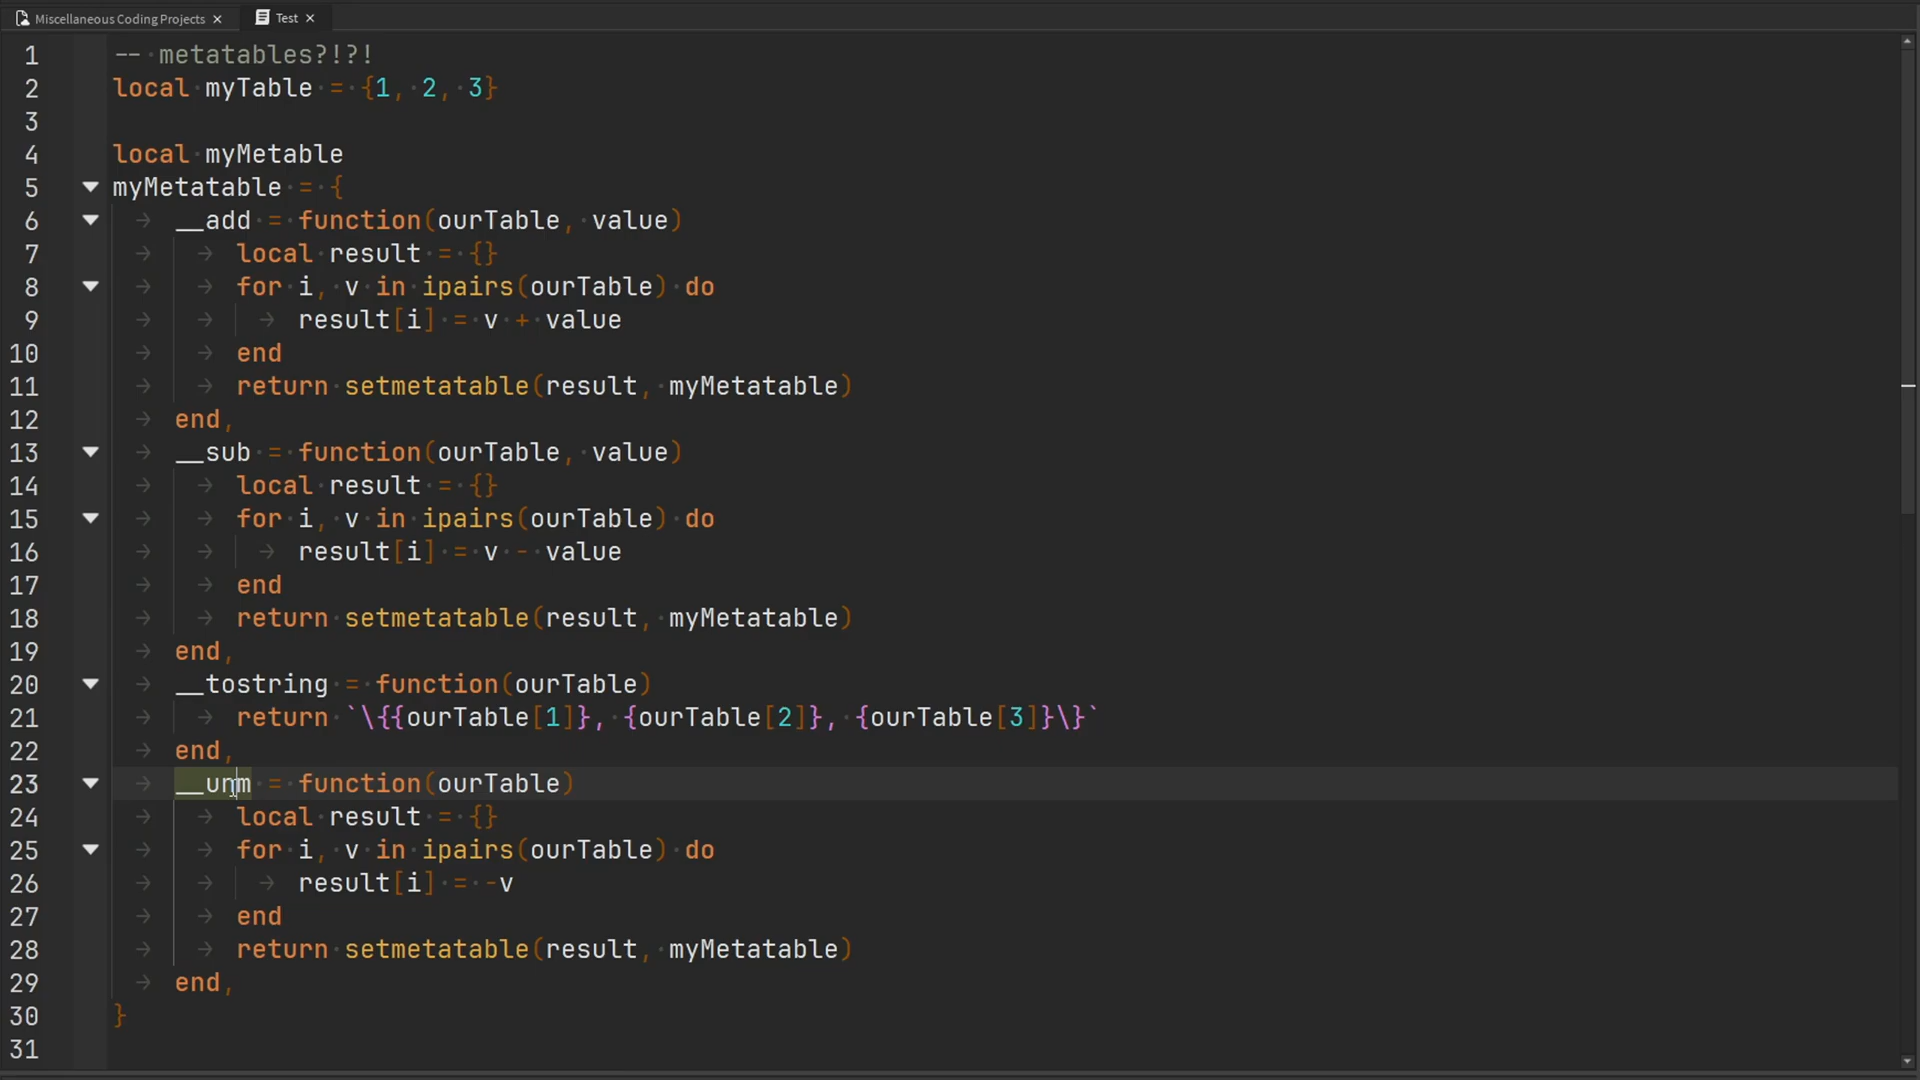 Miscellaneous Coding Projects × Test ×
1 -- metatables?!?!
2 local myTable = {1, 2, 3}
3
4 local myMetable
5 myMetatable = {
6 __add = function(ourTable, value)
7 local result = {}
8 for i, v in ipairs(ourTable) do
9 result[i] = v + value
10 end
11 return setmetatable(result, myMetatable)
12 end,
13 __sub = function(ourTable, value)
14 local result = {}
15 for i, v in ipairs(ourTable) do
16 result[i] = v - value
17 end
18 return setmetatable(result, myMetatable)
19 end,
20 __tostring = function(ourTable)
21 return `\{{ourTable[1]}, {ourTable[2]}, {ourTable[3]}\}`
22 end,
23 __unm = function(ourTable)
24 local result = {}
25 for i, v in ipairs(ourTable) do
26 result[i] = -v
27 end
28 return setmetatable(result, myMetatable)
29 end,
30 }
31